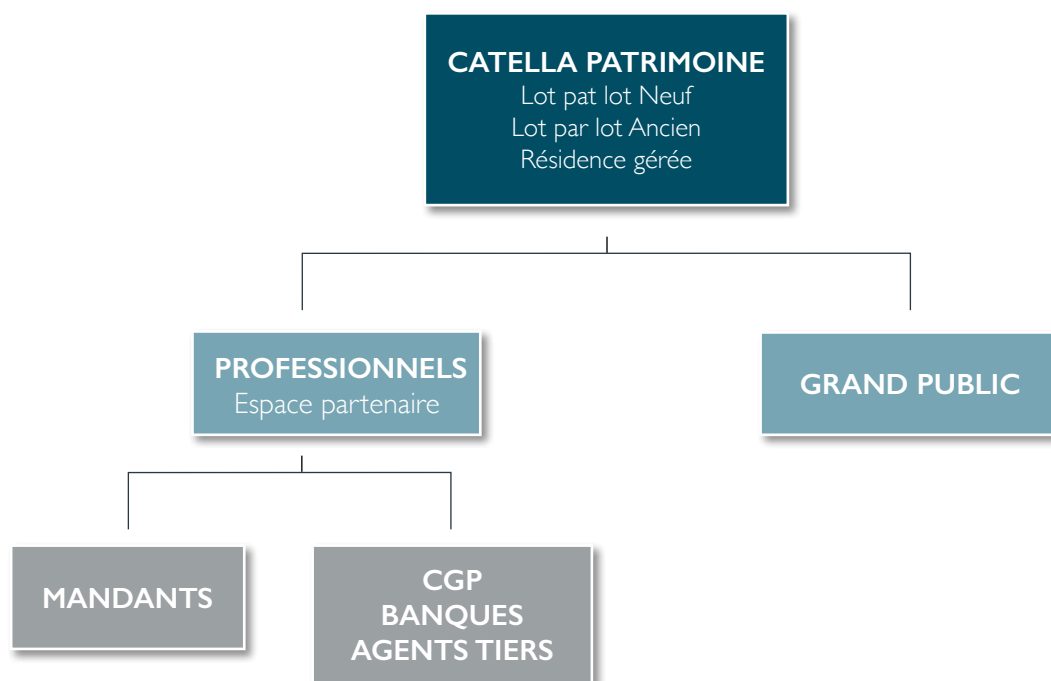 CATELLA PATRIMOINE
Lot pat lot Neuf
Lot par lot Ancien
Résidence gérée
PROFESSIONNELS
Espace partenaire
GRAND PUBLIC
MANDANTS
CGP
BANQUES
AGENTS TIERS